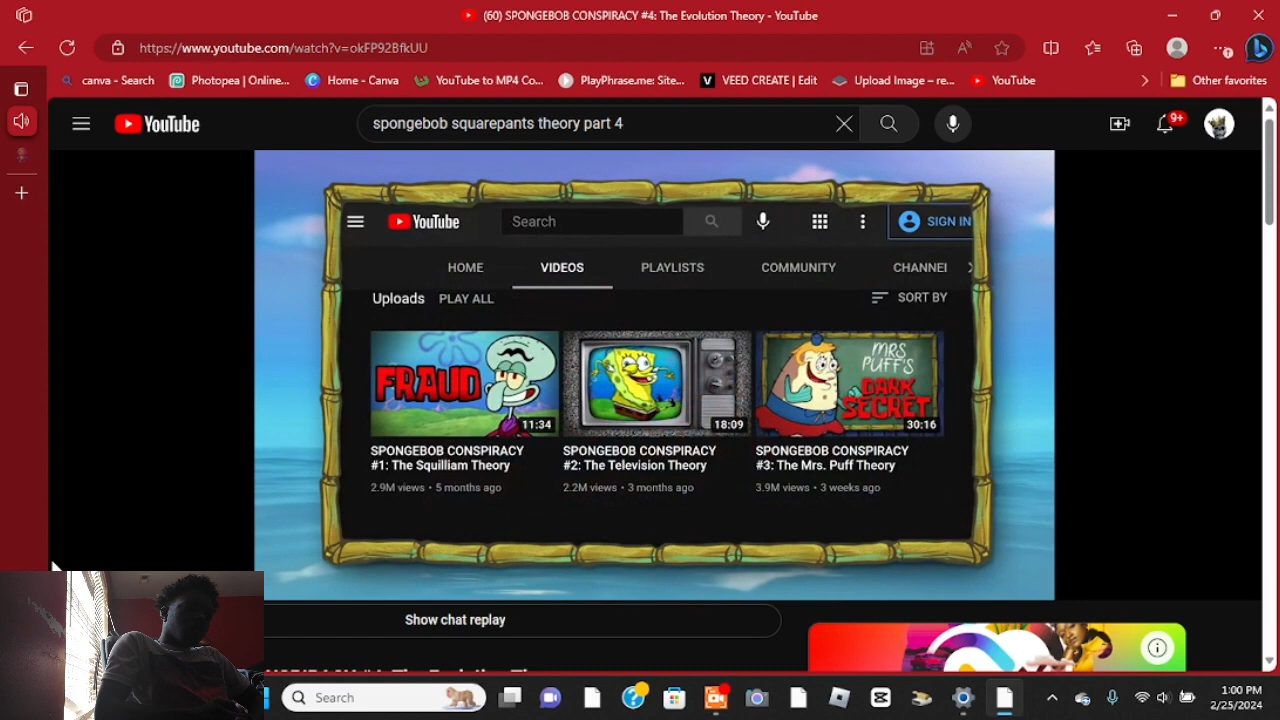 (60) SPONGEBOB CONSPIRACY #4: The Evolution Theory - YouTube
https://www.youtube.com/watch?v=okFP92BfkUU
canva - Search
Photopea | Online...
Home - Canva
YouTube to MP4 Co...
PlayPhrase.me: Site...
VEED CREATE | Edit
Upload Image – re...
YouTube
Other favorites
YouTube
spongebob squarepants theory part 4
9+
YouTube
Search
SIGN IN
HOME
VIDEOS
PLAYLISTS
COMMUNITY
CHANNEL
Uploads
PLAY ALL
SORT BY
FRAUD
11:34
18:09
MRS
PUFF'S
DARK
SECRET
30:16
SPONGEBOB CONSPIRACY
#1: The Squilliam Theory
2.9M views • 5 months ago
SPONGEBOB CONSPIRACY
#2: The Television Theory
2.2M views • 3 months ago
SPONGEBOB CONSPIRACY
#3: The Mrs. Puff Theory
3.9M views • 3 weeks ago
Show chat replay
Search
1:00 PM
2/25/2024